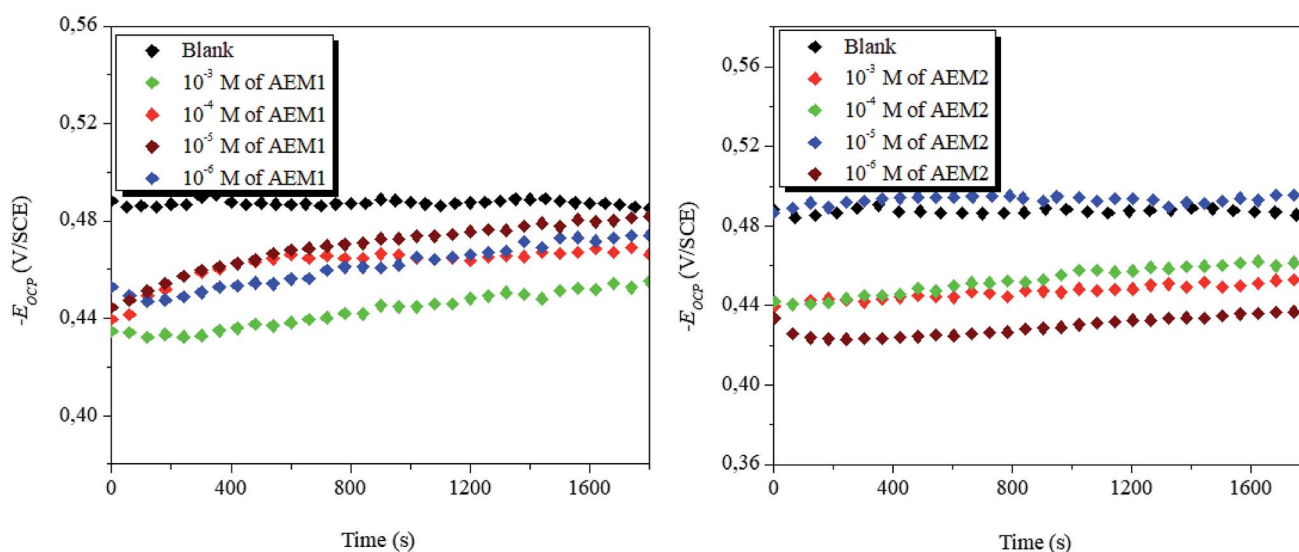 0,56
0,52
0,48
0,44
0,40
-E_OCP (V/SCE)
Blank
10⁻³ M of AEM1
10⁻⁴ M of AEM1
10⁻⁵ M of AEM1
10⁻⁶ M of AEM1
0 400 800 1200 1600
Time (s)
0,56
0,52
0,48
0,44
0,40
0,36
-E_OCP (V/SCE)
Blank
10⁻³ M of AEM2
10⁻⁴ M of AEM2
10⁻⁵ M of AEM2
10⁻⁶ M of AEM2
0 400 800 1200 1600
Time (s)